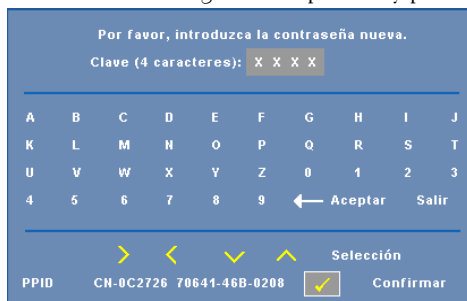 Por favor, introduzca la contraseña nueva.
Clave (4 caracteres): X X X X
A B C D E F G H I J
K L M N O P Q R S T
U V W X Y Z 0 1 2 3
4 5 6 7 8 9 Aceptar Salir
Selección
PPID CN-0C2726 70641-46B-0208 Confirmar